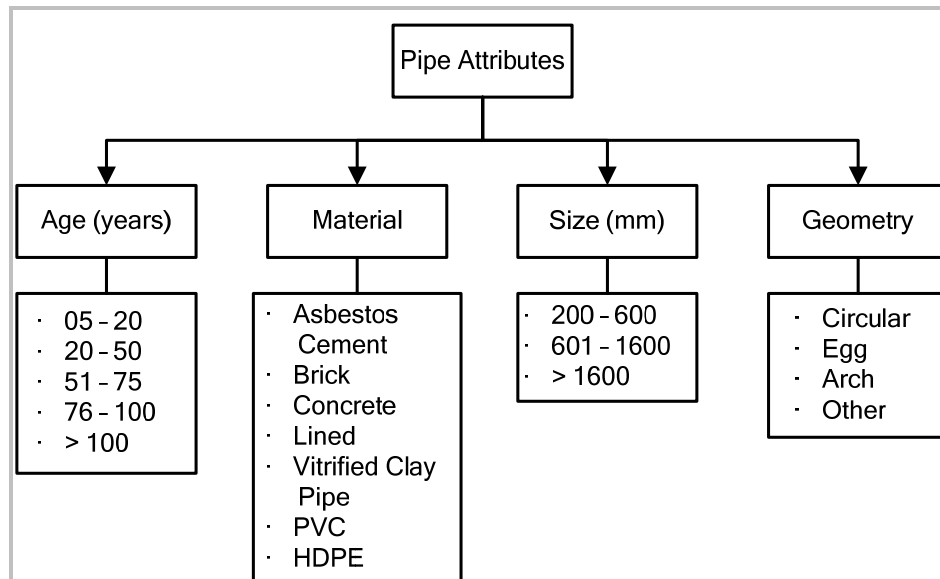 Pipe Attributes
Age (years)
Material
Size (mm)
Geometry
· 05 – 20
· 20 – 50
· 51 – 75
· 76 – 100
· > 100
· Asbestos
Cement
· Brick
· Concrete
· Lined
· Vitrified Clay
Pipe
· PVC
· HDPE
· 200 – 600
· 601 – 1600
· > 1600
· Circular
· Egg
· Arch
· Other